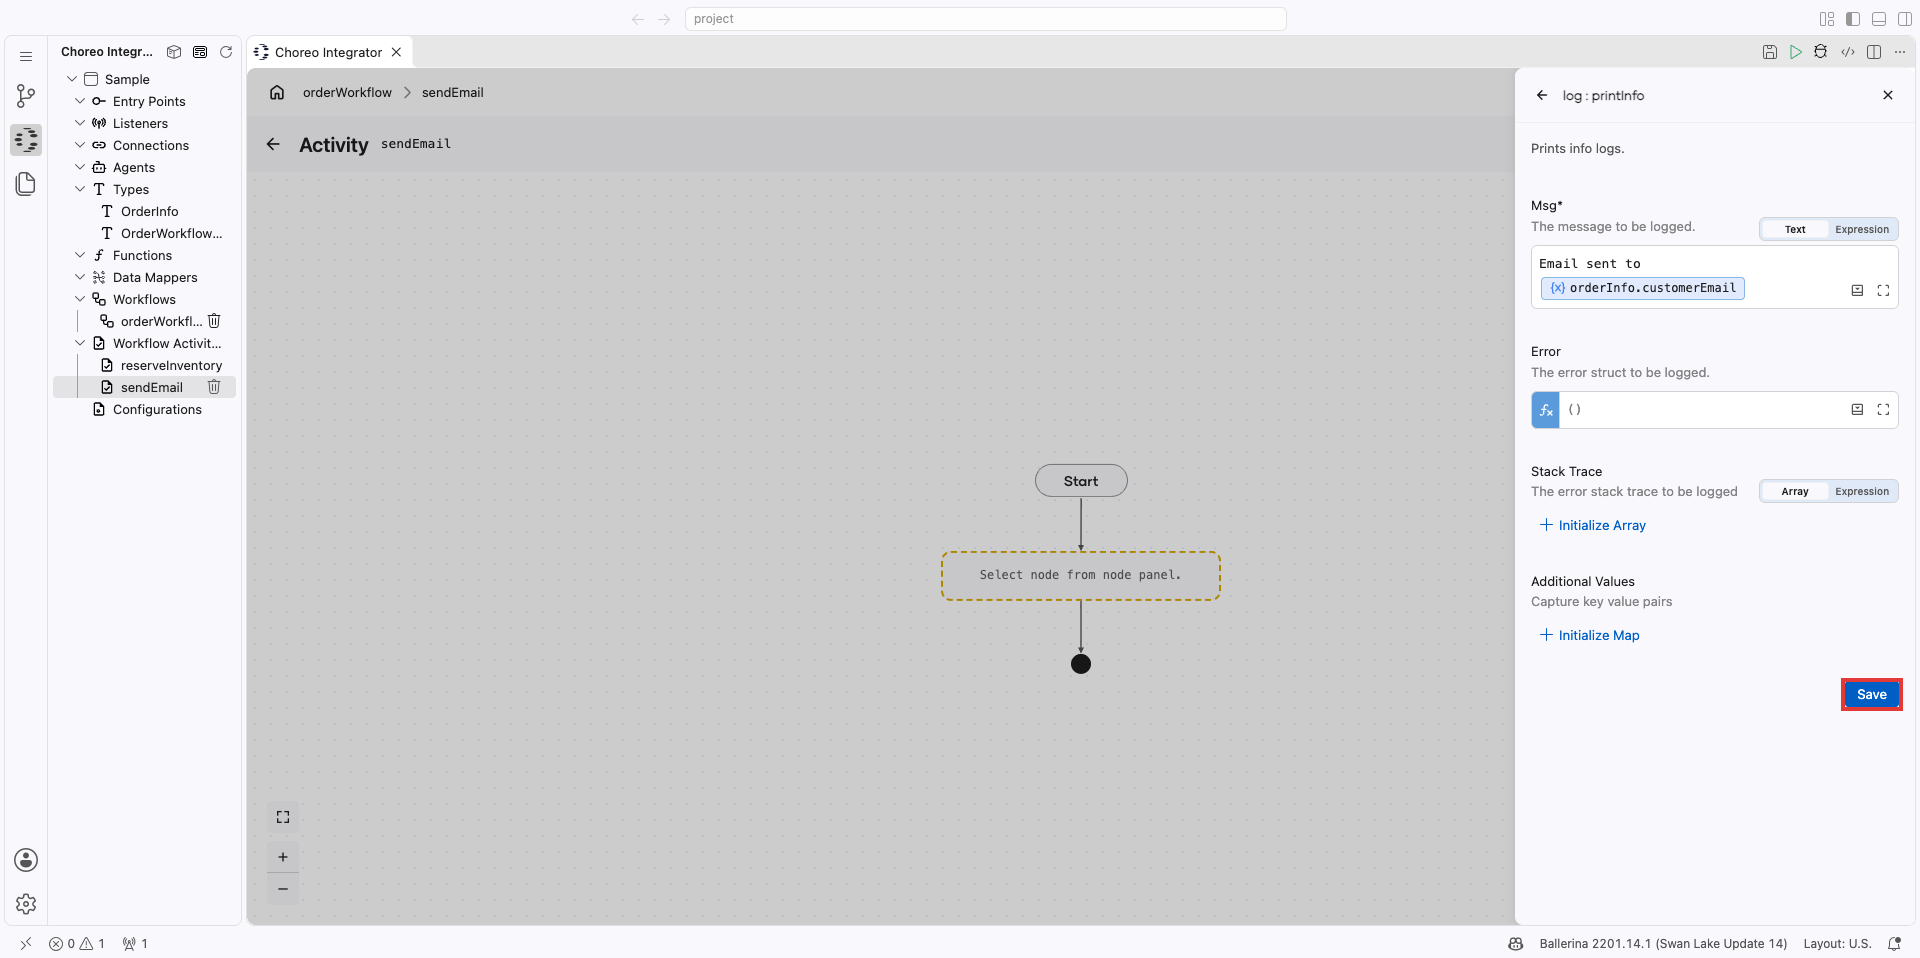 project
Choreo Integr...
Choreo Integrator
Sample
Entry Points
Listeners
Connections
Agents
Types
OrderInfo
OrderWorkflow...
Functions
Data Mappers
Workflows
orderWorkfl...
Workflow Activit...
reserveInventory
sendEmail
Configurations
orderWorkflow
sendEmail
Activity sendEmail
Start
Select node from node panel.
log : printInfo
Prints info logs.
Msg*
The message to be logged.
Text Expression
Email sent to
{x} orderInfo.customerEmail
Error
The error struct to be logged.
fx ()
Stack Trace
The error stack trace to be logged
Array Expression
Initialize Array
Additional Values
Capture key value pairs
Initialize Map
Save
0 1 1
Ballerina 2201.14.1 (Swan Lake Update 14) Layout: U.S.